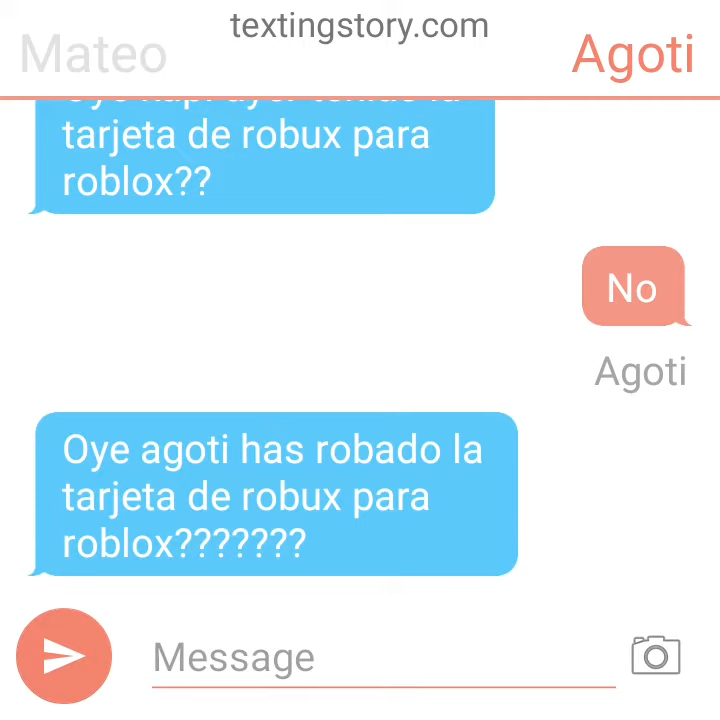 textingstory.com
Mateo
Agoti
tarjeta de robux para
roblox??
No
Agoti
Oye agoti has robado la
tarjeta de robux para
roblox???????
Message